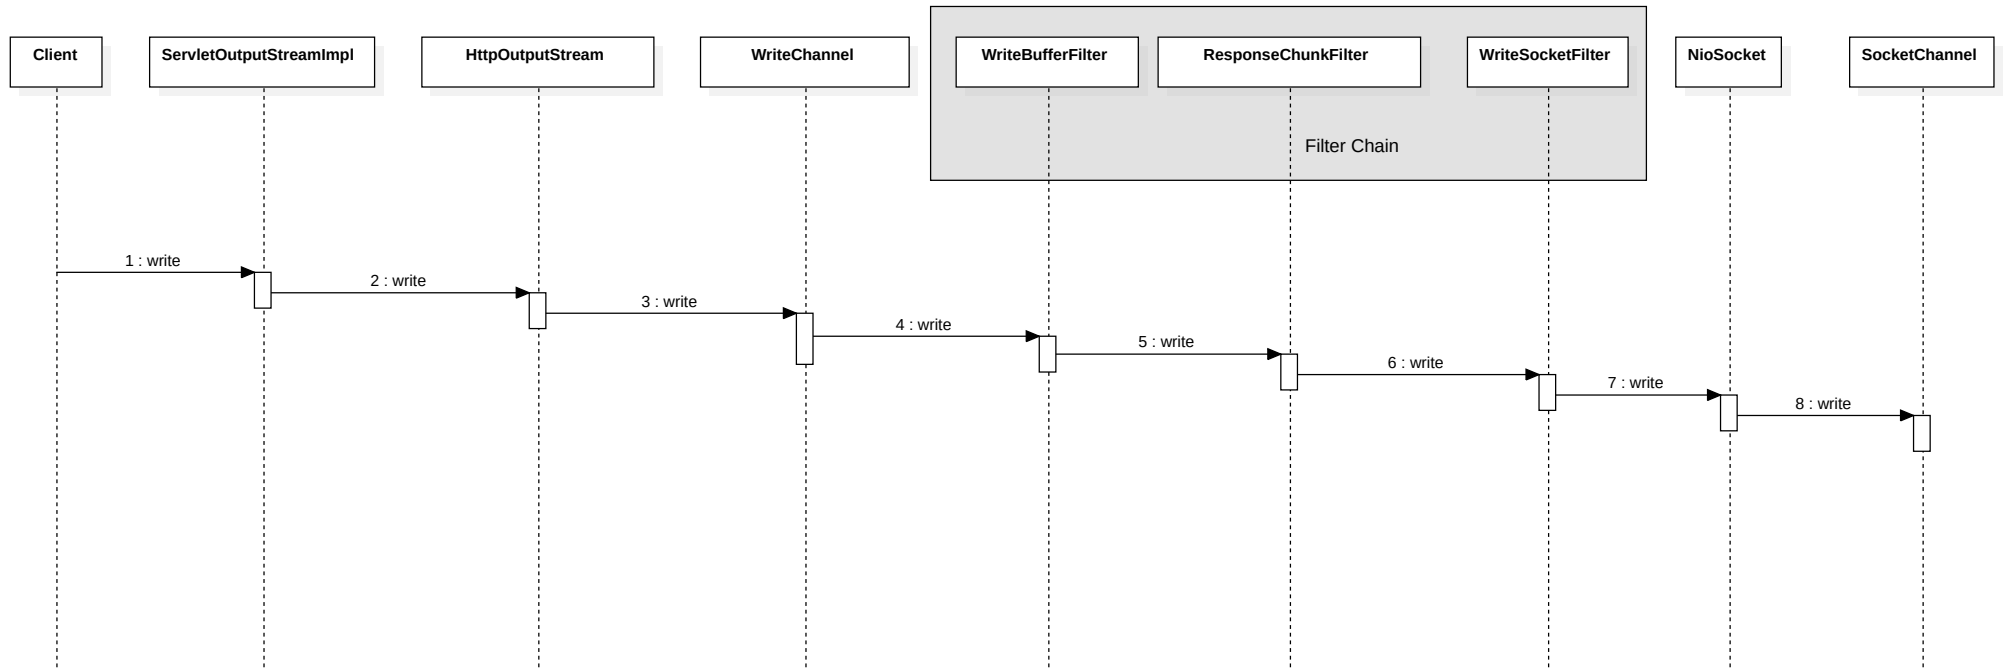 Client
ServletOutputStreamImpl
HttpOutputStream
WriteChannel
WriteBufferFilter
ResponseChunkFilter
WriteSocketFilter
NioSocket
SocketChannel
Filter Chain
1 : write
2 : write
3 : write
4 : write
5 : write
6 : write
7 : write
8 : write